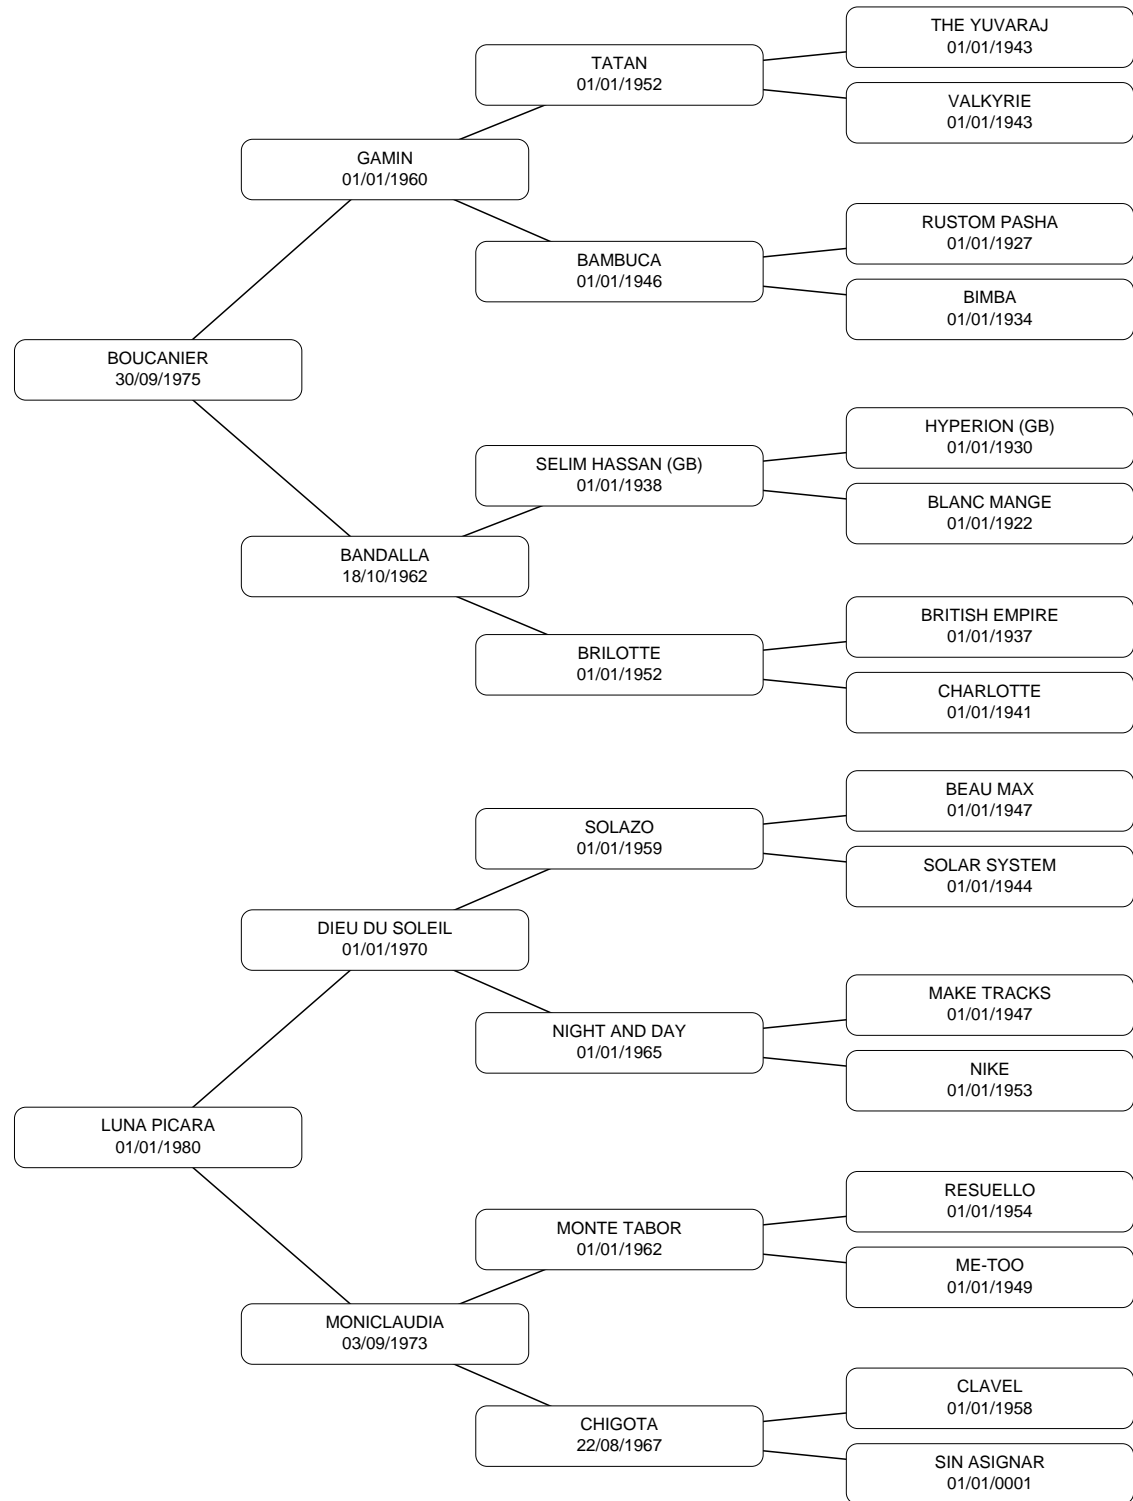 THE YUVARAJ
01/01/1943
TATAN
01/01/1952
VALKYRIE
01/01/1943
GAMIN
01/01/1960
RUSTOM PASHA
01/01/1927
BAMBUCA
01/01/1946
BIMBA
01/01/1934
BOUCANIER
30/09/1975
HYPERION (GB)
01/01/1930
SELIM HASSAN (GB)
01/01/1938
BLANC MANGE
01/01/1922
BANDALLA
18/10/1962
BRITISH EMPIRE
01/01/1937
BRILOTTE
01/01/1952
CHARLOTTE
01/01/1941
BEAU MAX
01/01/1947
SOLAZO
01/01/1959
SOLAR SYSTEM
01/01/1944
DIEU DU SOLEIL
01/01/1970
MAKE TRACKS
01/01/1947
NIGHT AND DAY
01/01/1965
NIKE
01/01/1953
LUNA PICARA
01/01/1980
RESUELLO
01/01/1954
MONTE TABOR
01/01/1962
ME-TOO
01/01/1949
MONICLAUDIA
03/09/1973
CLAVEL
01/01/1958
CHIGOTA
22/08/1967
SIN ASIGNAR
01/01/0001